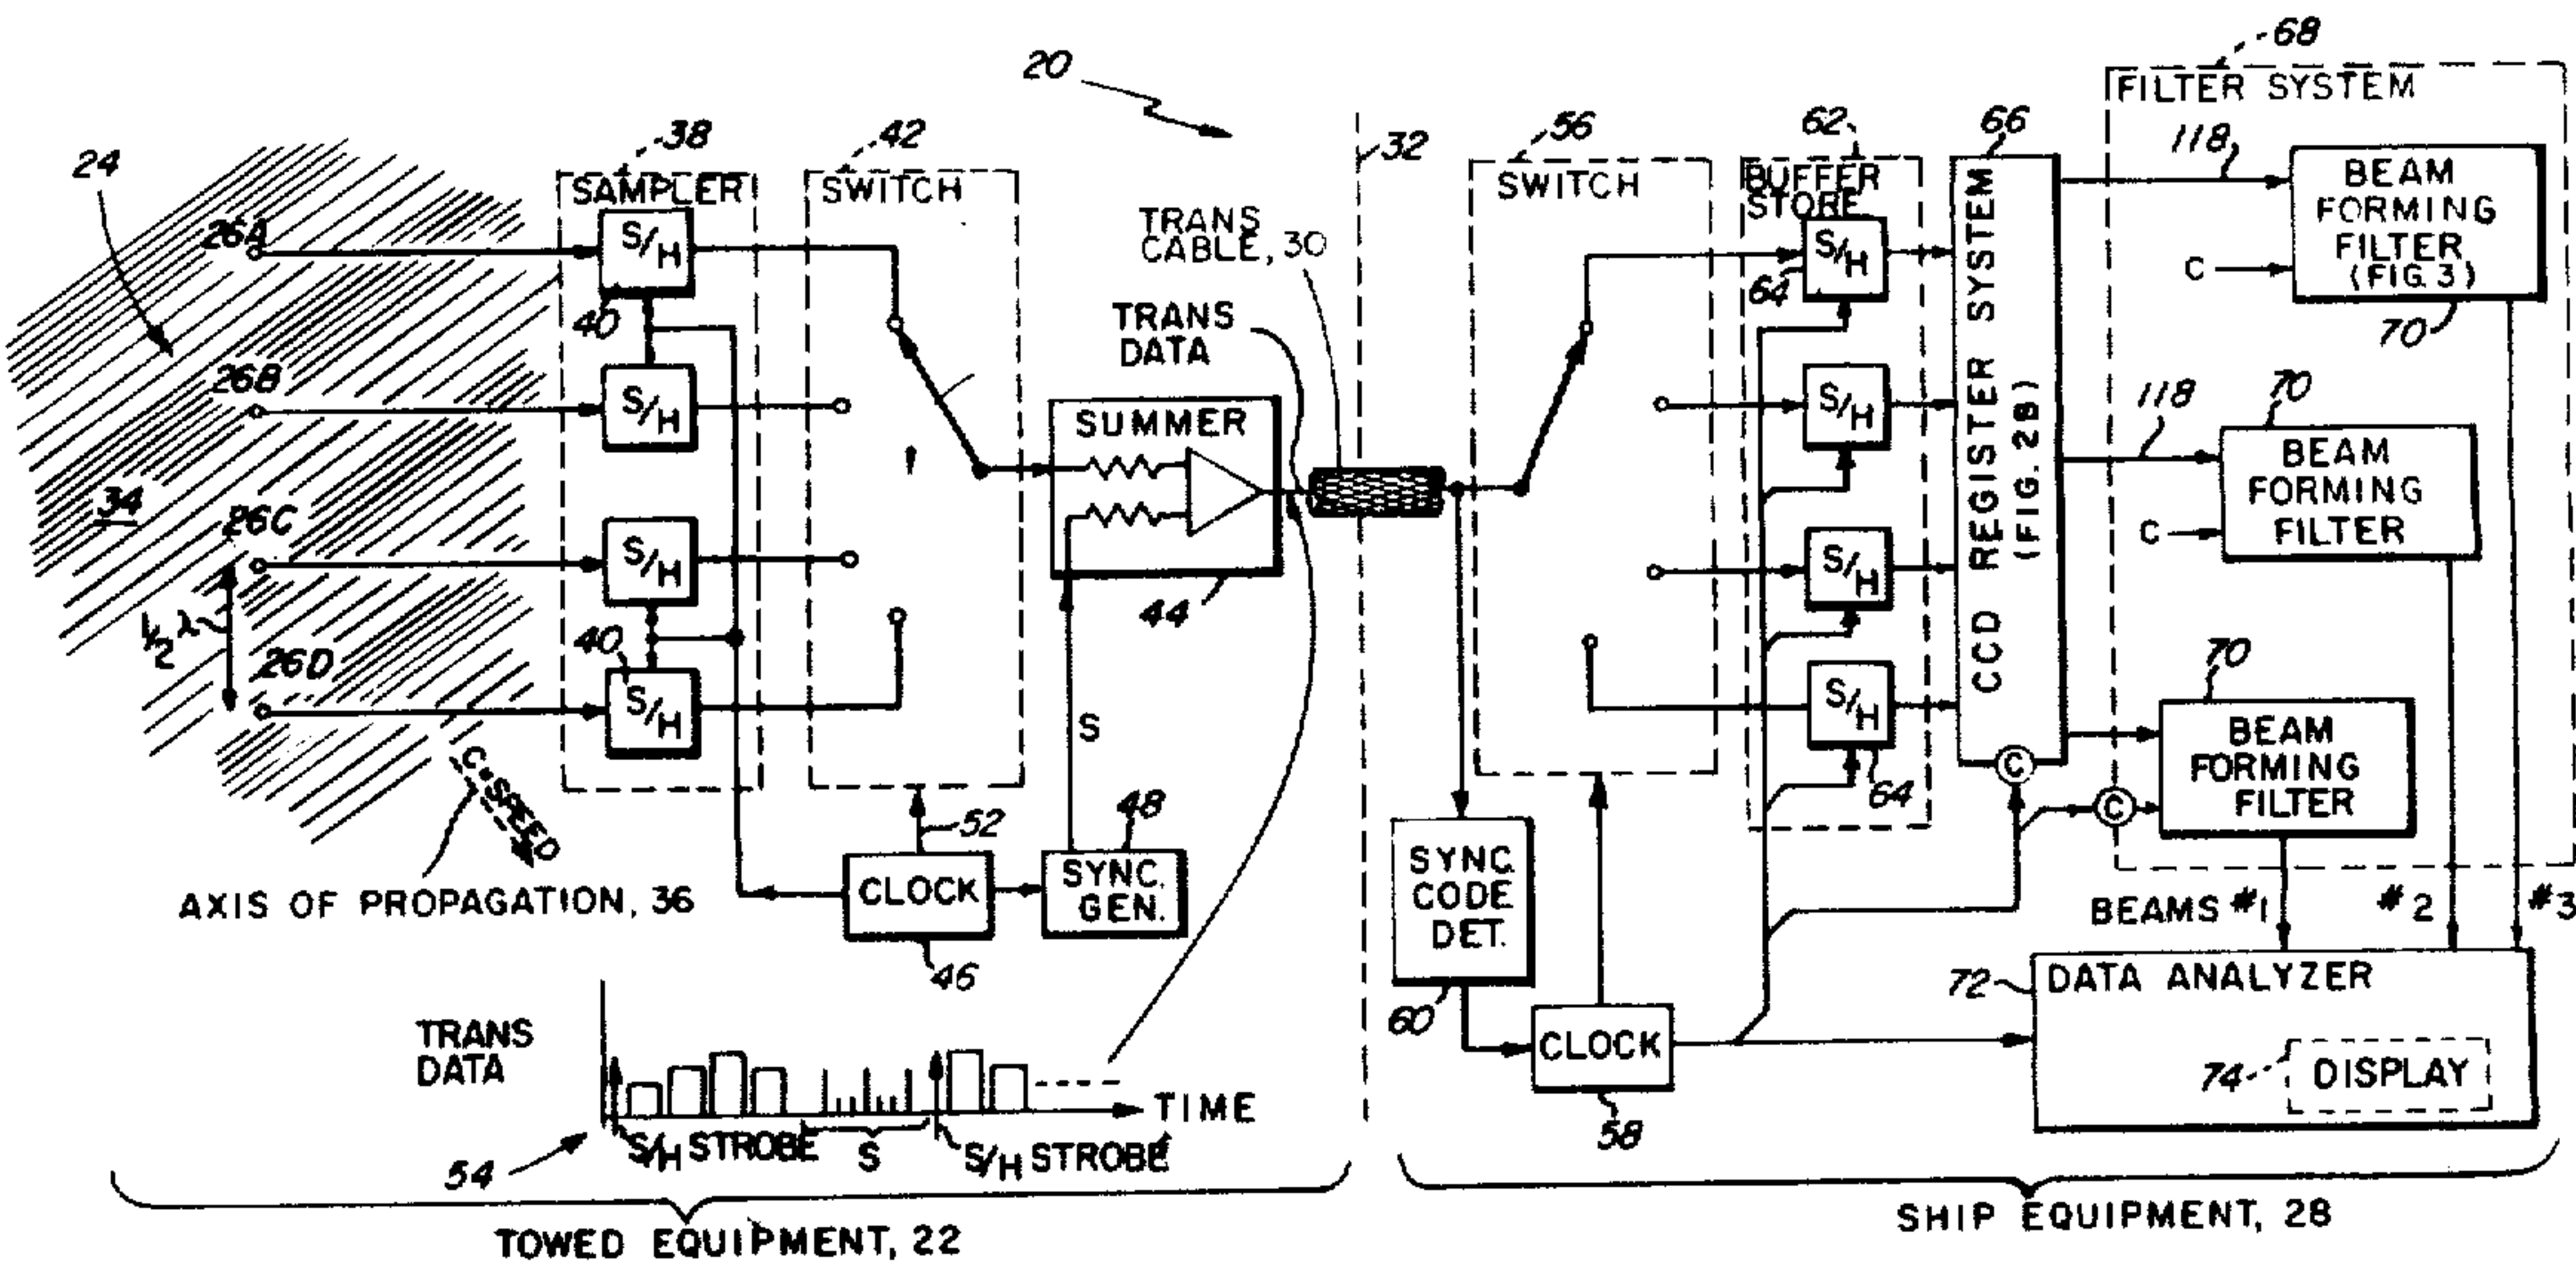 20
24
26A
26B
34
26C
½ λ
26D
C=SPEED
AXIS OF PROPAGATION, 36
38
SAMPLER
S/H
40
S/H
S/H
40
S/H
42
SWITCH
SUMMER
44
S
52
CLOCK
46
48
SYNC.
GEN.
TRANS
CABLE, 30
TRANS
DATA
32
TRANS
DATA
TIME
S/H STROBE
S
S/H STROBE
54
TOWED EQUIPMENT, 22
56
SWITCH
SYNC
CODE
DET.
60
CLOCK
58
62
BUFFER
STORE
S/H
64
S/H
S/H
S/H
64
66
CCD REGISTER SYSTEM
(FIG. 2B)
C
C
68
FILTER SYSTEM
118
BEAM
FORMING
FILTER
(FIG. 3)
C
70
118
70
BEAM
FORMING
FILTER
C
70
BEAM
FORMING
FILTER
BEAMS #1
#2
#3
72
DATA ANALYZER
74
DISPLAY
SHIP EQUIPMENT, 28